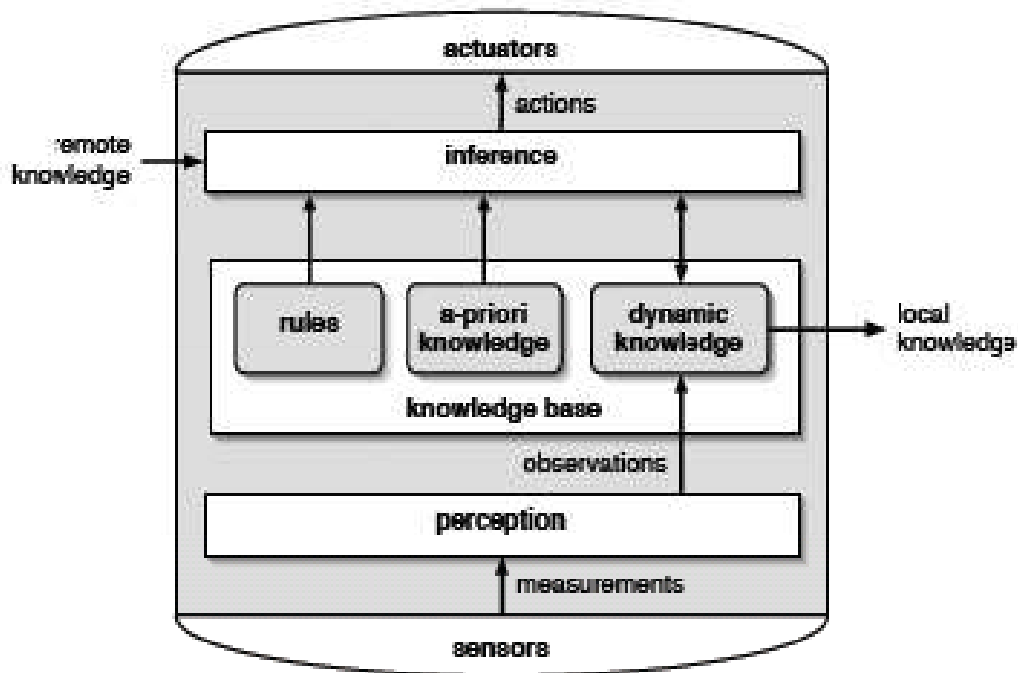 actuators
actions
remote
knowledge
inference
rules
a-priori
knowledge
dynamic
knowledge
local
knowledge
knowledge base
observations
perception
measurements
sensors